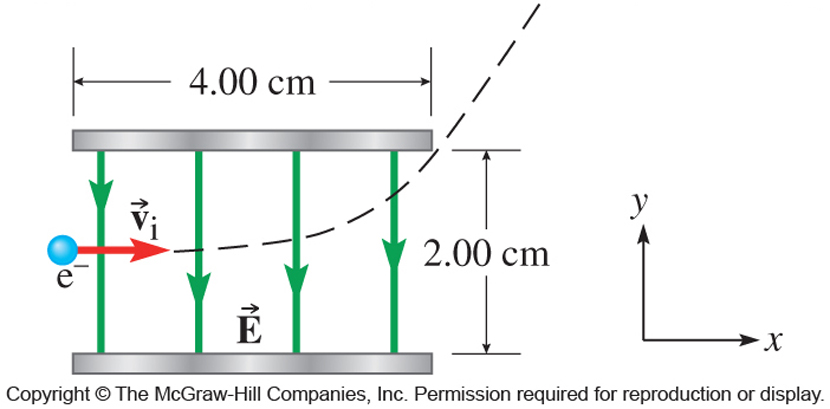 4.00 cm
y
v⃗i
2.00 cm
e−
E⃗
x
Copyright © The McGraw-Hill Companies, Inc. Permission required for reproduction or display.